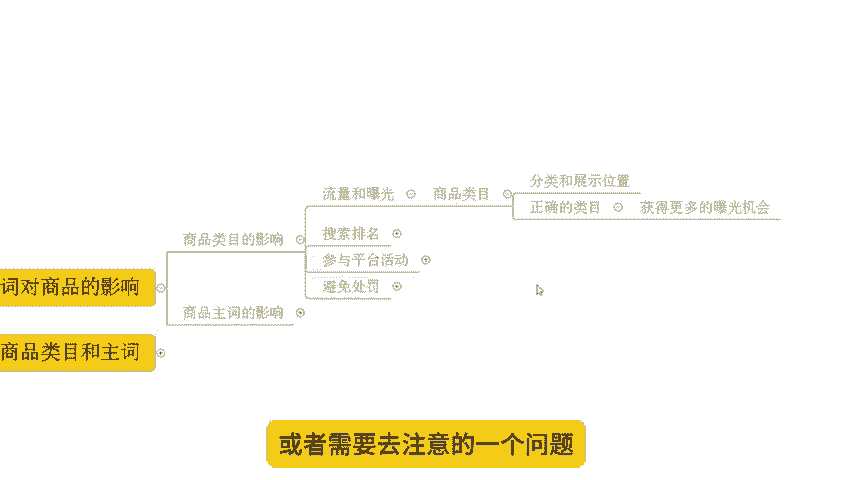 分类和展示位置
流量和曝光 商品类目
正确的类目 获得更多的曝光机会
搜索排名
商品类目的影响
参与平台活动
词对商品的影响
避免处罚
商品主词的影响
商品类目和主词
或者需要去注意的一个问题